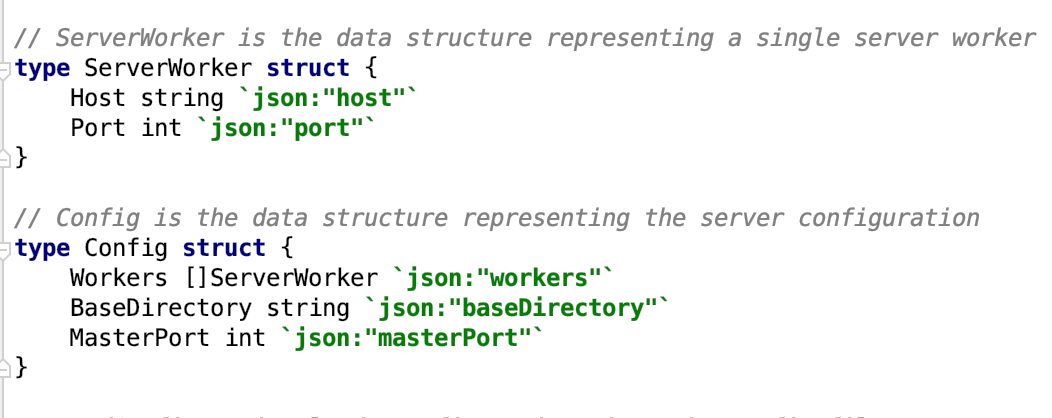 // ServerWorker is the data structure representing a single server worker
type ServerWorker struct {
    Host string `json:"host"`
    Port int `json:"port"`
}
// Config is the data structure representing the server configuration
type Config struct {
    Workers []ServerWorker `json:"workers"`
    BaseDirectory string `json:"baseDirectory"`
    MasterPort int `json:"masterPort"`
}